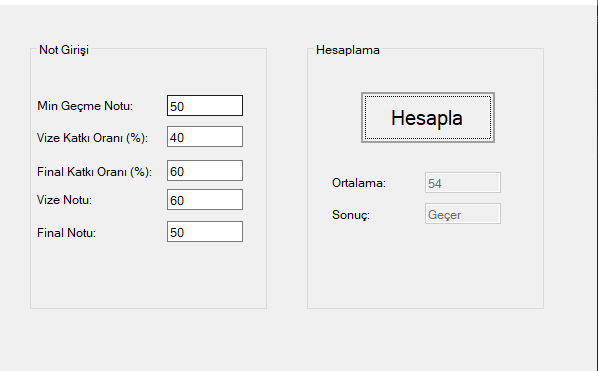 Not Girişi
Min Geçme Notu: 50
Vize Katkı Oranı (%): 40
Final Katkı Oranı (%): 60
Vize Notu: 60
Final Notu: 50
Hesaplama
Hesapla
Ortalama: 54
Sonuç: Geçer